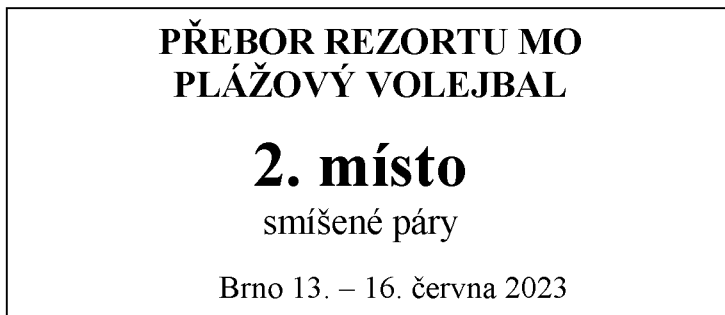 PŘEBOR REZORTU MO
PLÁŽOVÝ VOLEJBAL
2. místo
smíšené páry
Brno 13. – 16. června 2023